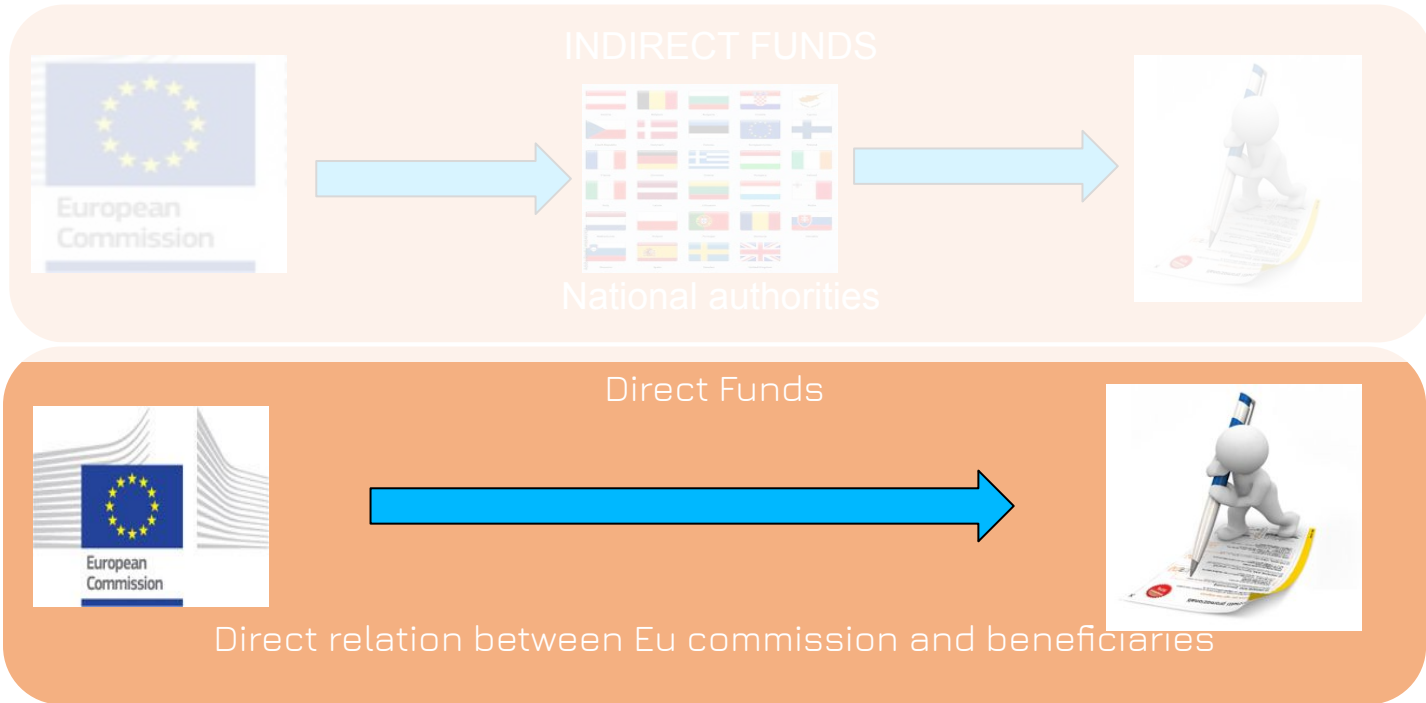 INDIRECT FUNDS
European
Commission
National authorities
Direct Funds
European
Commission
Direct relation between Eu commission and beneficiaries